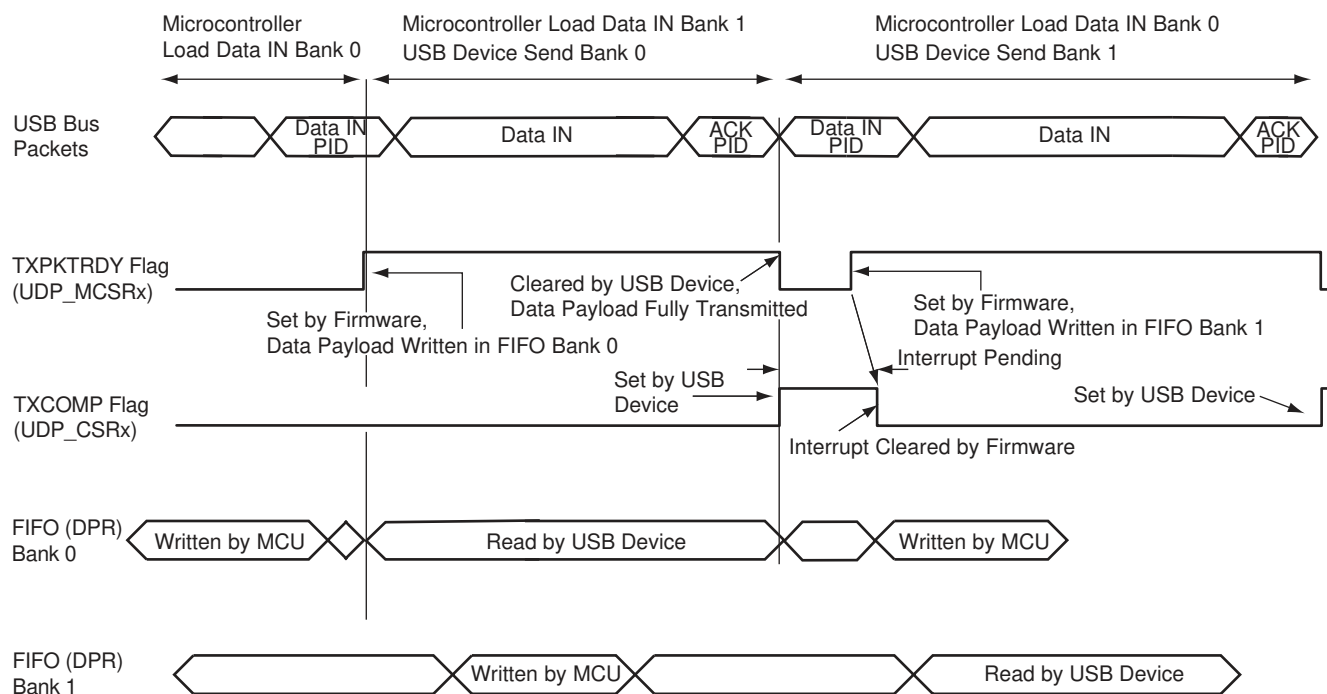 Microcontroller
Load Data IN Bank 0
Microcontroller Load Data IN Bank 1
USB Device Send Bank 0
Microcontroller Load Data IN Bank 0
USB Device Send Bank 1
USB Bus
Packets
Data IN
PID
Data IN
ACK
PID
Data IN
PID
Data IN
ACK
PID
TXPKTRDY Flag
(UDP_MCSRx)
Set by Firmware,
Data Payload Written in FIFO Bank 0
Cleared by USB Device,
Data Payload Fully Transmitted
Set by Firmware,
Data Payload Written in FIFO Bank 1
Interrupt Pending
TXCOMP Flag
(UDP_CSRx)
Set by USB
Device
Set by USB Device
Interrupt Cleared by Firmware
FIFO (DPR)
Bank 0
Written by MCU
Read by USB Device
Written by MCU
FIFO (DPR)
Bank 1
Written by MCU
Read by USB Device